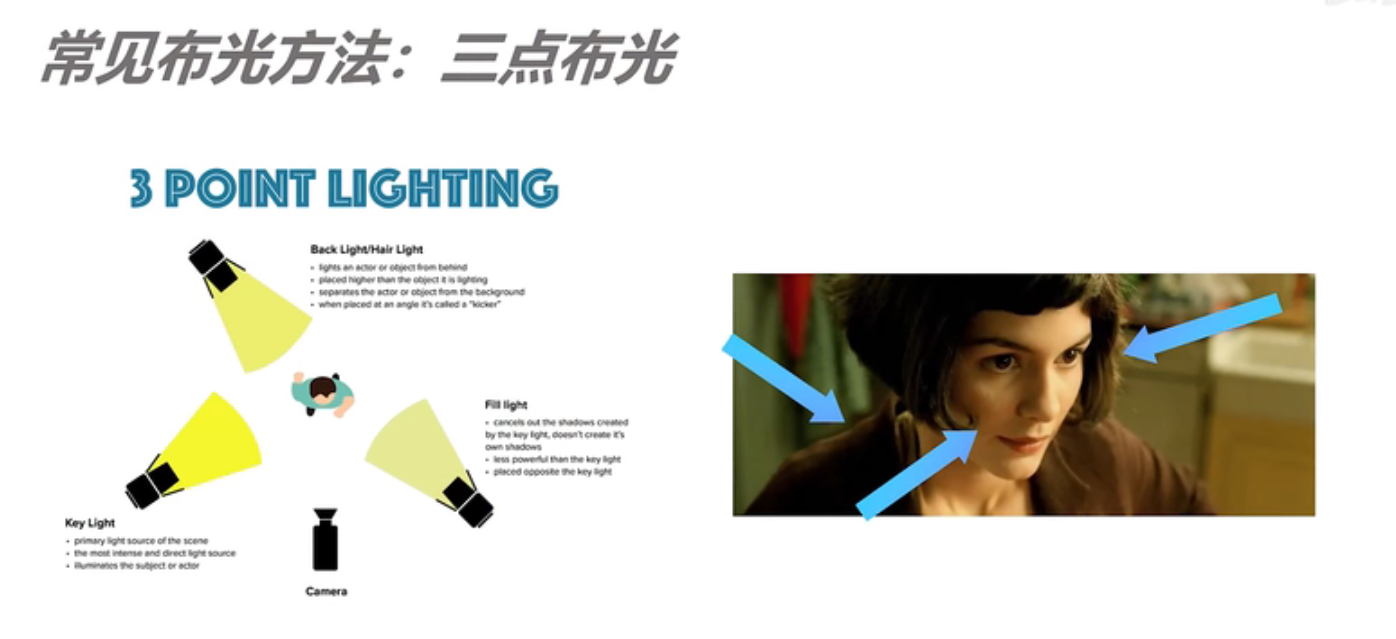 常见布光方法：三点布光
3 POINT LIGHTING
Back Light/Hair Light
• lights an actor or object from behind
• placed higher than the object it is lighting
• separates the actor or object from the background
• when placed at an angle it's called a "kicker"
Fill light
• cancels out the shadows created
by the key light, doesn't create it's
own shadows
• less powerful than the key light
• placed opposite the key light
Key Light
• primary light source of the scene
• the most intense and direct light source
• illuminates the subject or actor
Camera